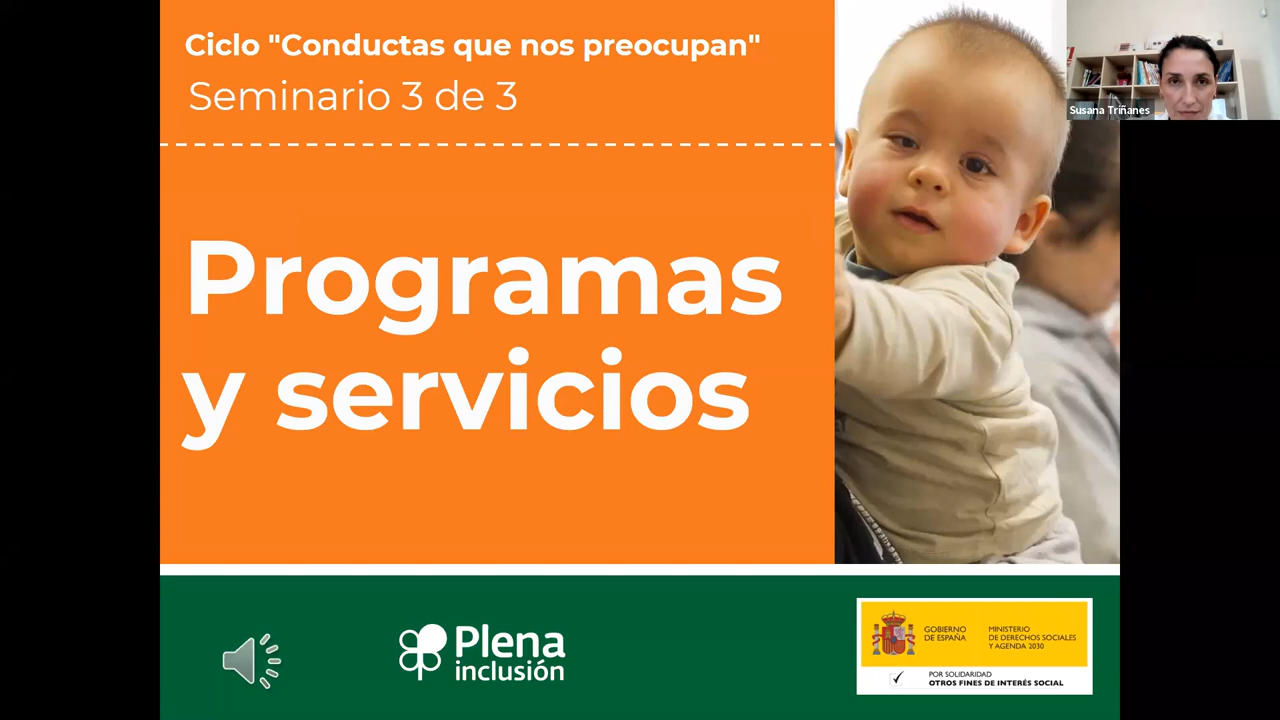 Ciclo "Conductas que nos preocupan"
Seminario 3 de 3
Susana Triñanes
Programas
y servicios
Plena
inclusión
GOBIERNO
DE ESPAÑA
MINISTERIO
DE DERECHOS SOCIALES
Y AGENDA 2030
POR SOLIDARIDAD
OTROS FINES DE INTERÉS SOCIAL